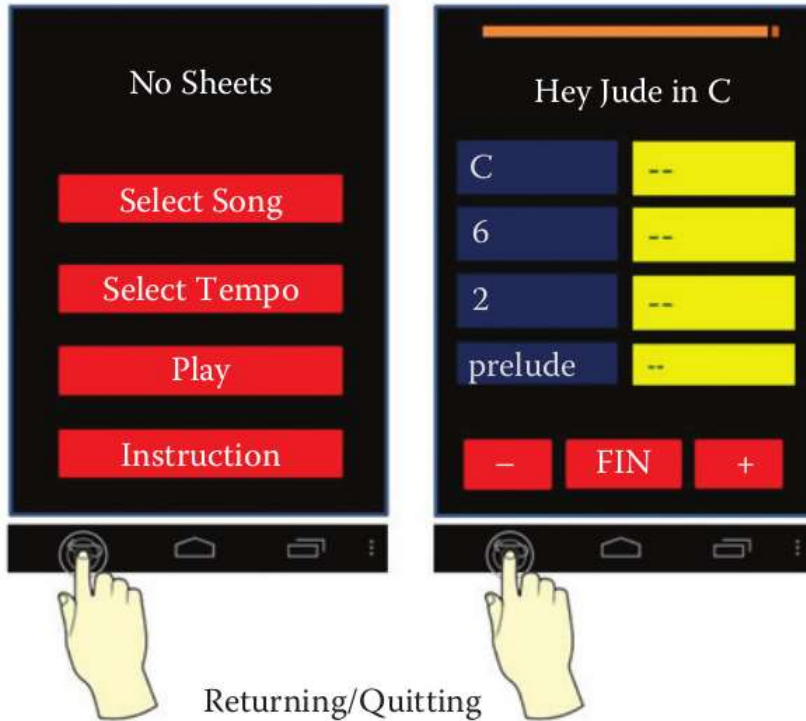 No Sheets
Select Song
Select Tempo
Play
Instruction
Hey Jude in C
C --
6 --
2 --
prelude --
– FIN +
Returning/Quitting